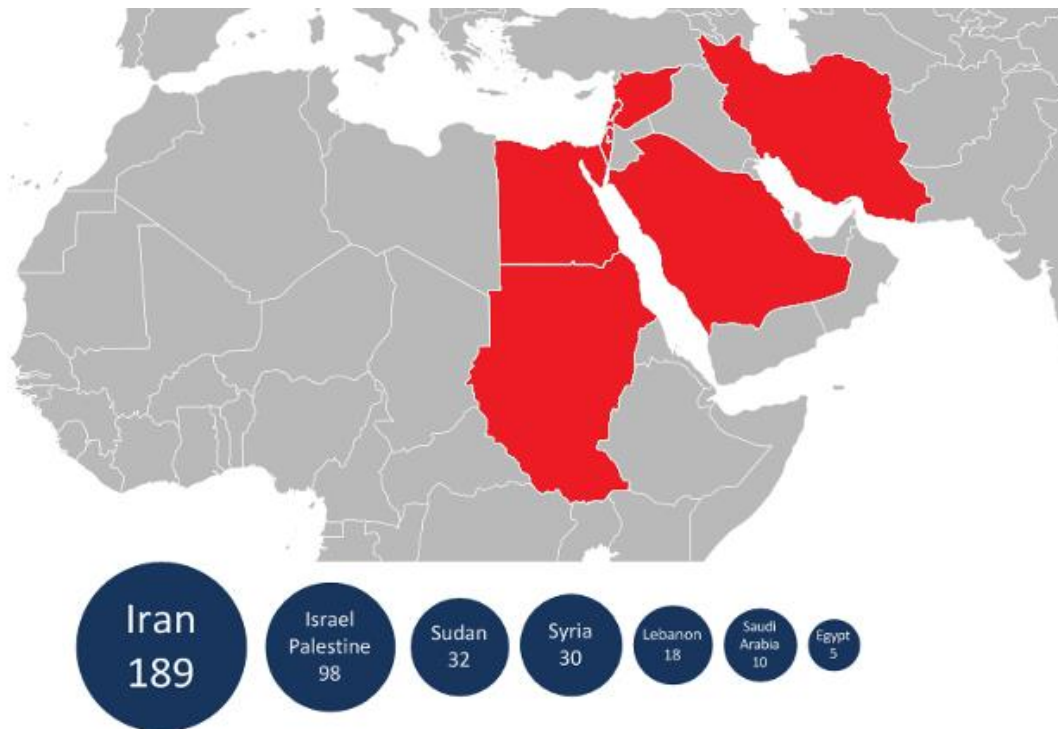 Iran
189
Israel
Palestine
98
Sudan
32
Syria
30
Lebanon
18
Saudi
Arabia
10
Egypt
5